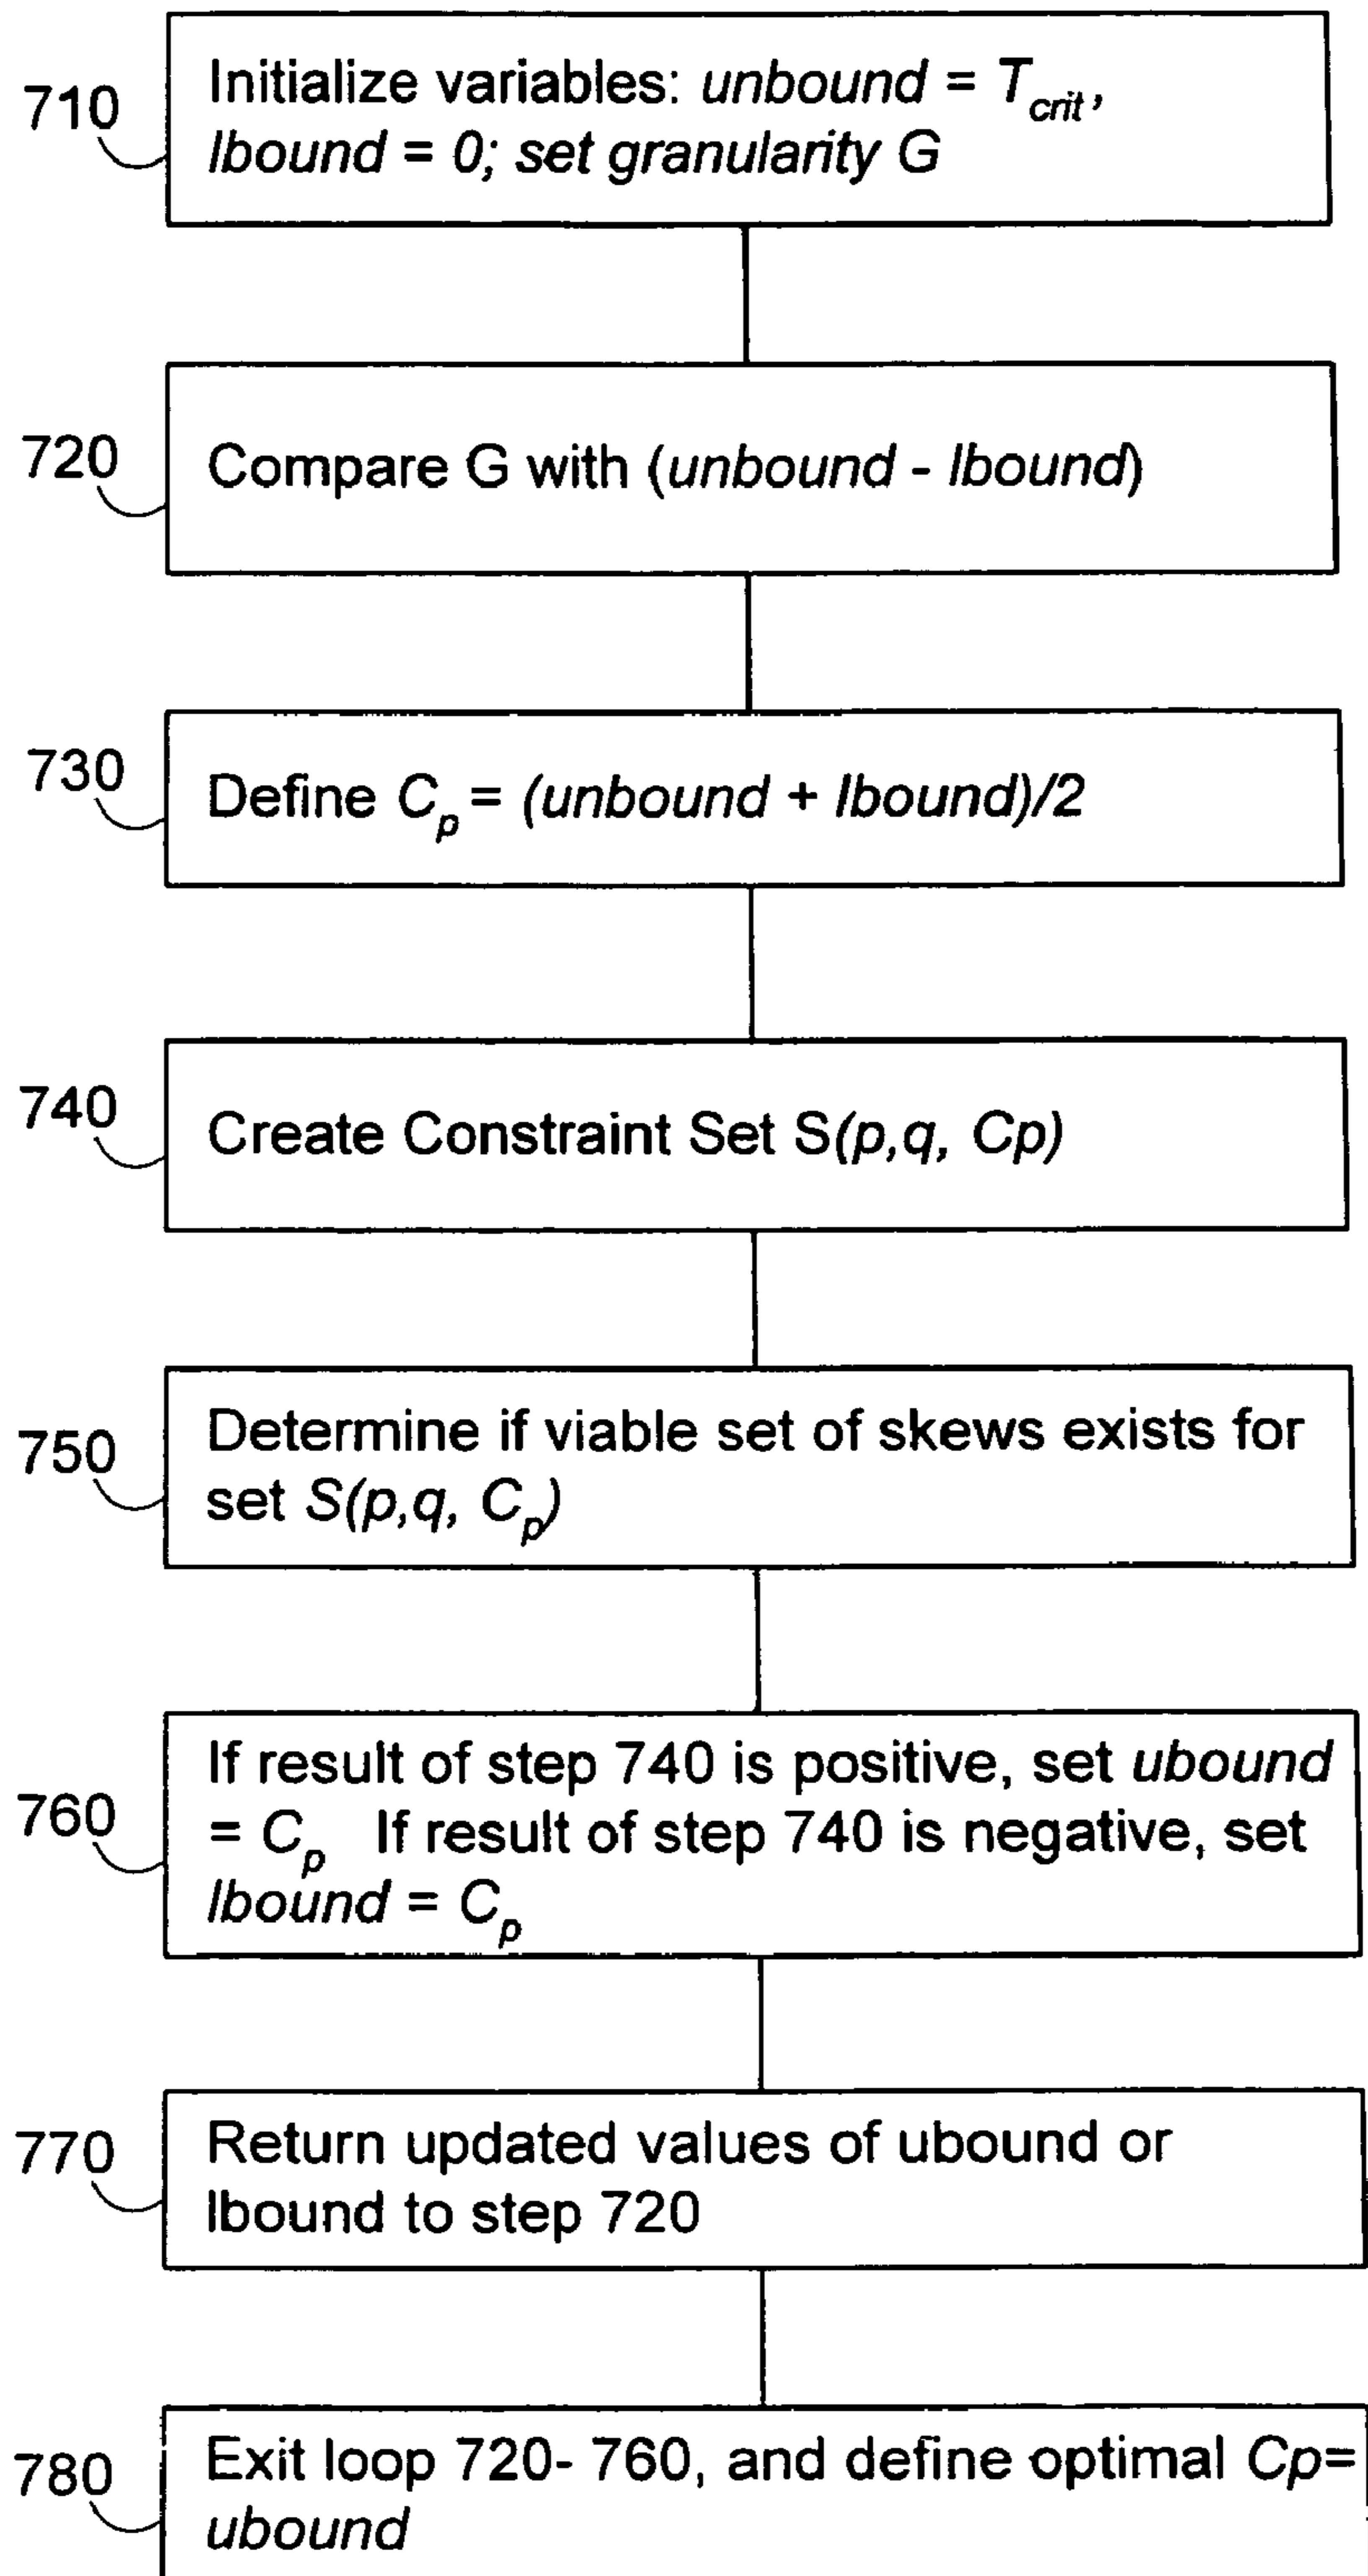 710
Initialize variables: unbound = T_crit,
lbound = 0; set granularity G
720
Compare G with (unbound - lbound)
730
Define C_p = (unbound + lbound)/2
740
Create Constraint Set S(p,q, Cp)
750
Determine if viable set of skews exists for
set S(p,q, C_p)
760
If result of step 740 is positive, set ubound
= C_p If result of step 740 is negative, set
lbound = C_p
770
Return updated values of ubound or
lbound to step 720
780
Exit loop 720- 760, and define optimal Cp=
ubound